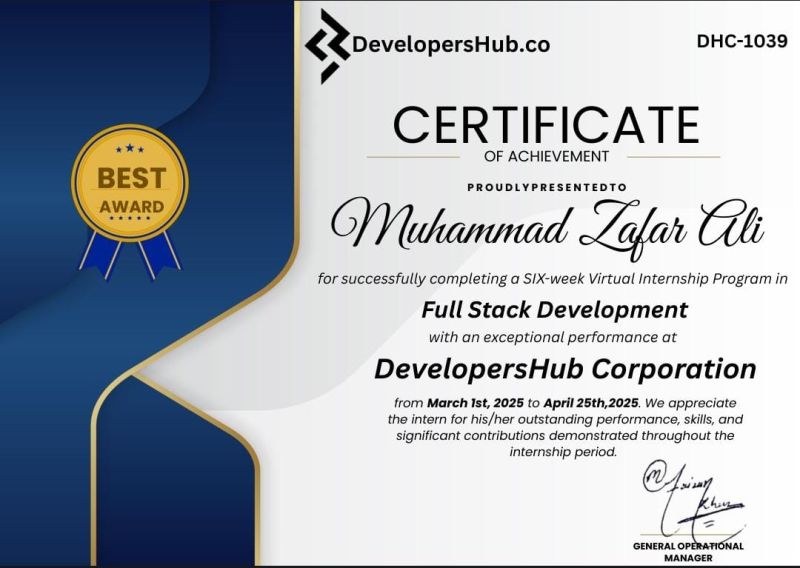 DevelopersHub.co
DHC-1039
BEST
AWARD
CERTIFICATE
OF ACHIEVEMENT
PROUDLYPRESENTEDTO
Muhammad Zafar Ali
for successfully completing a SIX-week Virtual Internship Program in
Full Stack Development
with an exceptional performance at
DevelopersHub Corporation
from March 1st, 2025 to April 25th,2025. We appreciate
the intern for his/her outstanding performance, skills, and
significant contributions demonstrated throughout the
internship period.
GENERAL OPERATIONAL
MANAGER